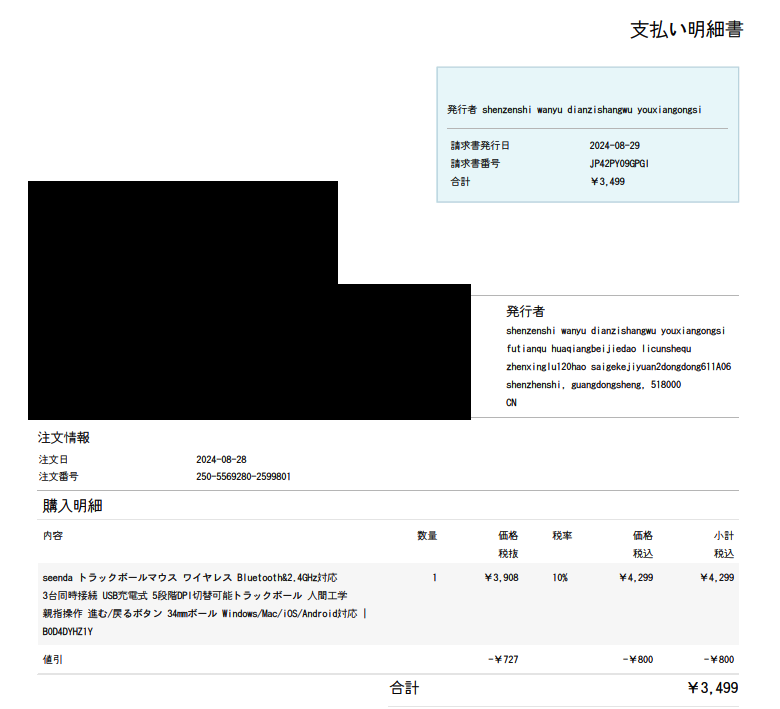 支払い明細書
発行者 shenzenshi wanyu dianzishangwu youxiangongsi
請求書発行日 2024-08-29
請求書番号 JP42PY09GPGI
合計 ￥3,499
発行者
shenzenshi wanyu dianzishangwu youxiangongsi
futianqu huaqiangbeijiedao licunshequ
zhenxinglu120hao saigekejiyuan2dongdong611A06
shenzhenshi, guangdongsheng, 518000
CN
注文情報
注文日 2024-08-28
注文番号 250-5569280-2599801
購入明細
内容 数量 価格 税率 価格 小計
税抜 税込 税込
seenda トラックボールマウス ワイヤレス Bluetooth&2.4GHz対応 1 ￥3,908 10% ￥4,299 ￥4,299
3台同時接続 USB充電式 5段階DPI切替可能トラックボール 人間工学
親指操作 進む/戻るボタン 34mmボール Windows/Mac/iOS/Android対応 |
B0D4DYHZ1Y
値引 -￥727 -￥800 -￥800
合計 ￥3,499